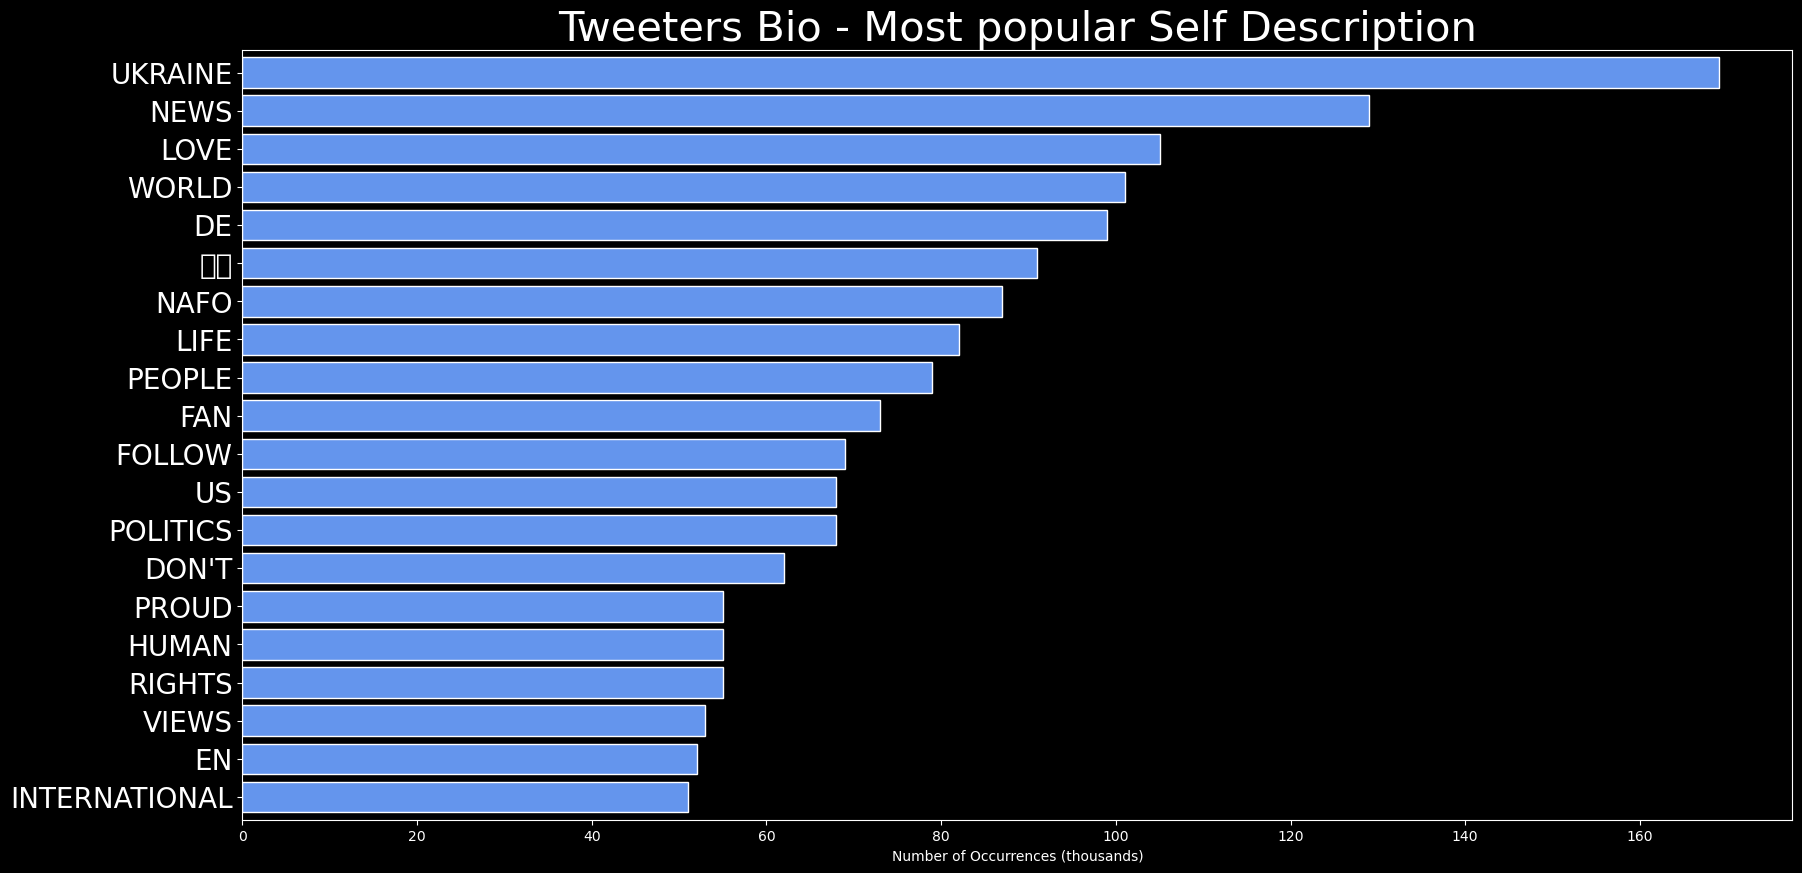 Tweeters Bio - Most popular Self Description
UKRAINE
NEWS
LOVE
WORLD
DE
NAFO
LIFE
PEOPLE
FAN
FOLLOW
US
POLITICS
DON'T
PROUD
HUMAN
RIGHTS
VIEWS
EN
INTERNATIONAL
0 20 40 60 80 100 120 140 160
Number of Occurrences (thousands)